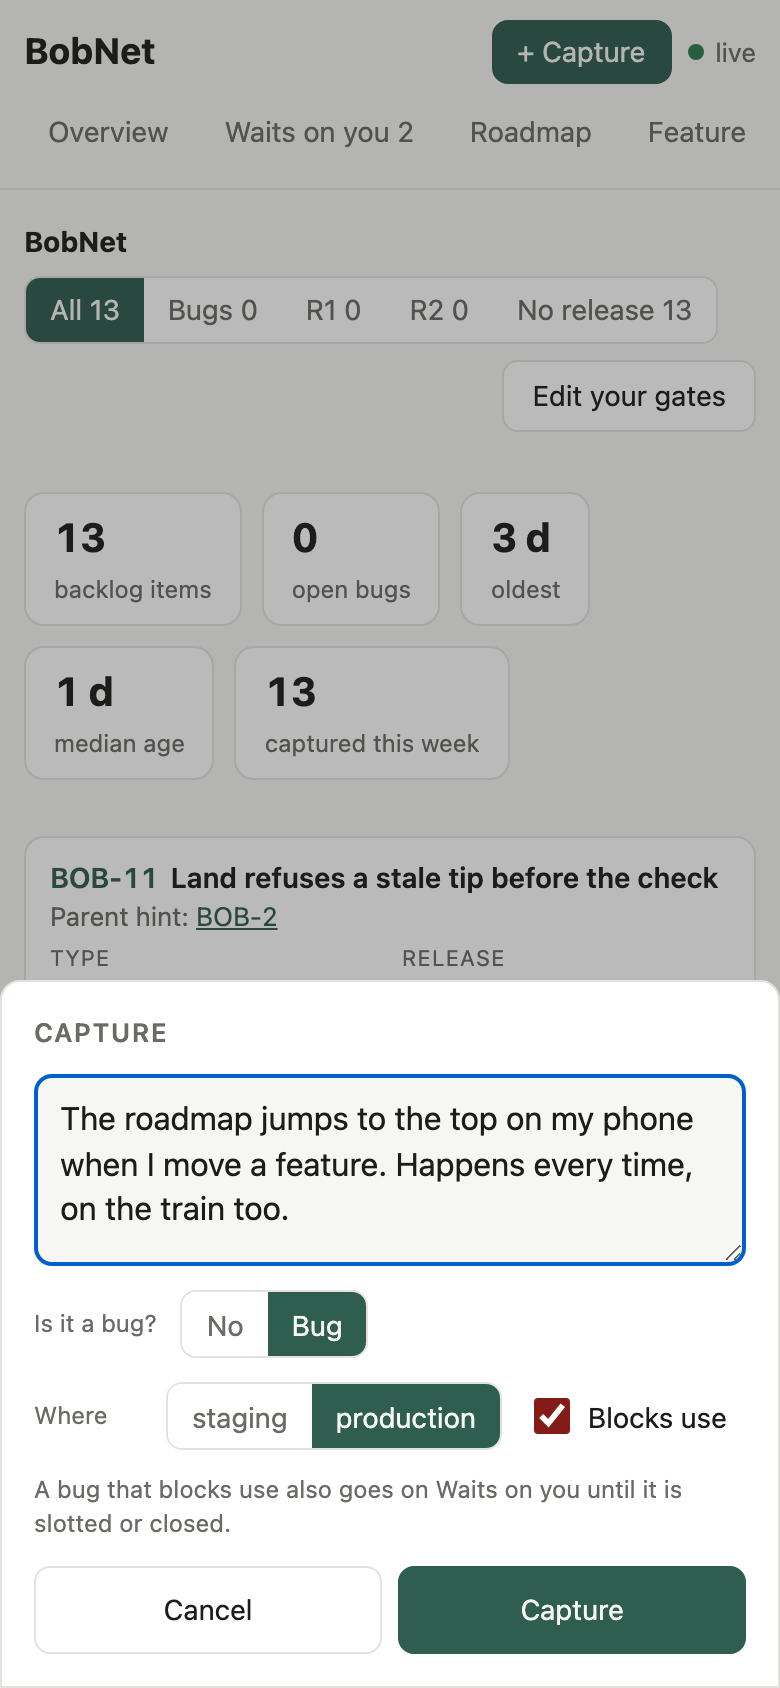 BobNet
+ Capture
live
Overview
Waits on you 2
Roadmap
Feature
BobNet
All 13
Bugs 0
R1 0
R2 0
No release 13
Edit your gates
13
backlog items
0
open bugs
3 d
oldest
1 d
median age
13
captured this week
BOB-11 Land refuses a stale tip before the check
Parent hint: BOB-2
TYPE
RELEASE
CAPTURE
The roadmap jumps to the top on my phone
when I move a feature. Happens every time,
on the train too.
Is it a bug?
No
Bug
Where
staging
production
Blocks use
A bug that blocks use also goes on Waits on you until it is
slotted or closed.
Cancel
Capture